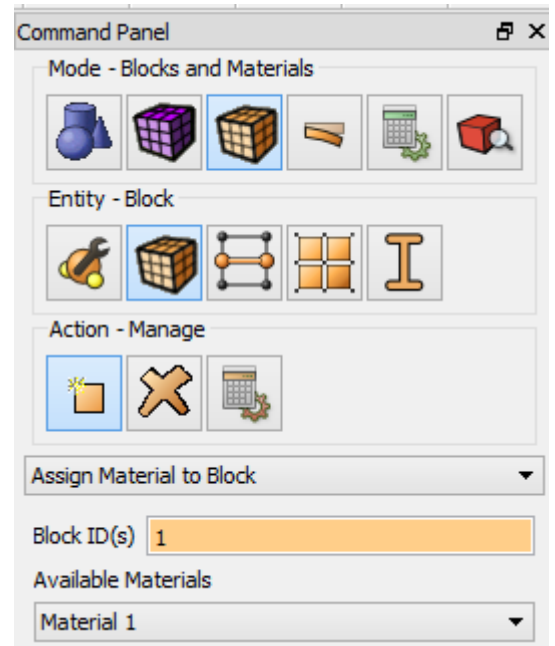 Command Panel
Mode - Blocks and Materials
Entity - Block
Action - Manage
Assign Material to Block
Block ID(s) 1
Available Materials
Material 1